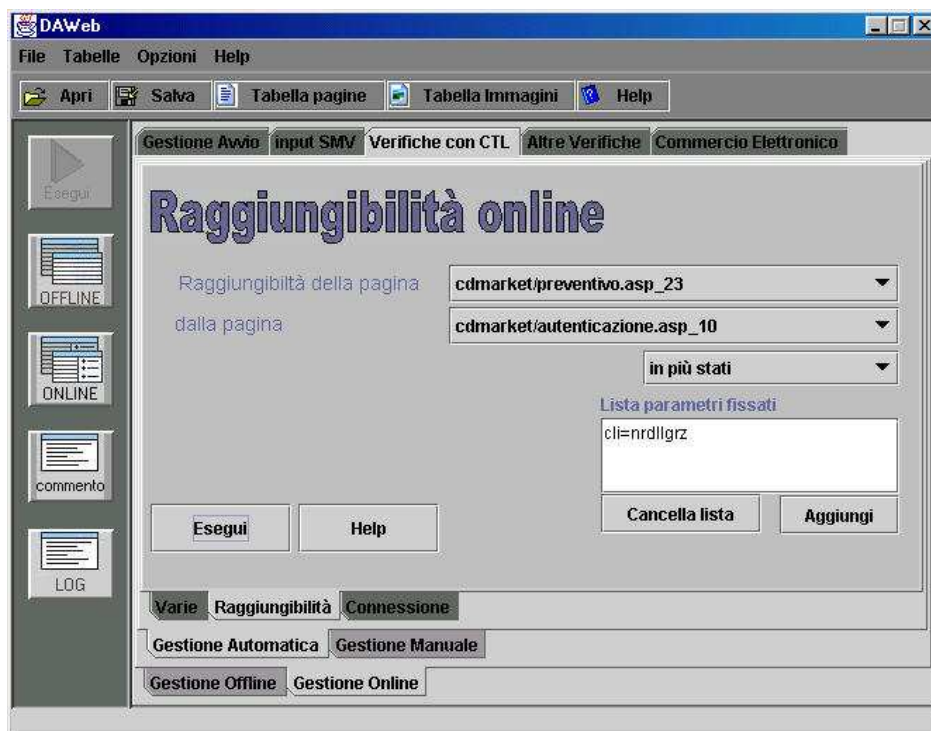 DAWeb
File Tabelle Opzioni Help
Apri Salva Tabella pagine Tabella Immagini Help
Gestione Avvio input SMV Verifiche con CTL Altre Verifiche Commercio Elettronico
Esegui
OFFLINE
ONLINE
commento
LOG
Raggiungibilità online
Raggiungibiltà della pagina cdmarket/preventivo.asp_23
dalla pagina cdmarket/autenticazione.asp_10
in più stati
Lista parametri fissati
cli=nrdllgrz
Cancella lista Aggiungi
Esegui Help
Varie Raggiungibilità Connessione
Gestione Automatica Gestione Manuale
Gestione Offline Gestione Online